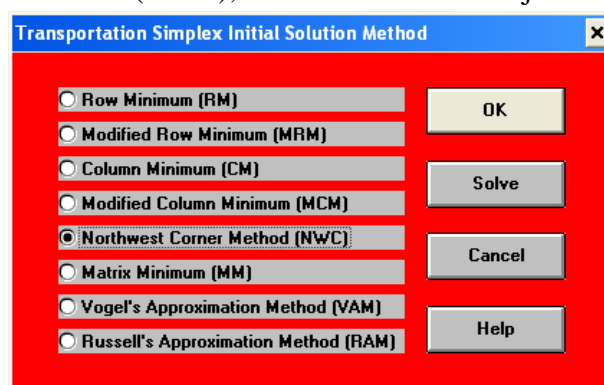 Transportation Simplex Initial Solution Method
Row Minimum (RM)
Modified Row Minimum (MRM)
Column Minimum (CM)
Modified Column Minimum (MCM)
Northwest Corner Method (NWC)
Matrix Minimum (MM)
Vogel's Approximation Method (VAM)
Russell's Approximation Method (RAM)
OK
Solve
Cancel
Help